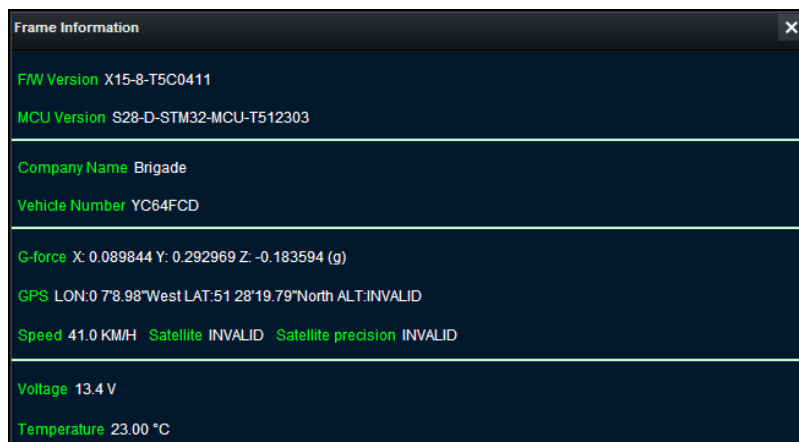 Frame Information
F/W Version X15-8-T5C0411
MCU Version S28-D-STM32-MCU-T512303
Company Name Brigade
Vehicle Number YC64FCD
G-force X: 0.089844 Y: 0.292969 Z: -0.183594 (g)
GPS LON:0 7'8.98"West LAT:51 28'19.79"North ALT:INVALID
Speed 41.0 KM/H Satellite INVALID Satellite precision INVALID
Voltage 13.4 V
Temperature 23.00 °C